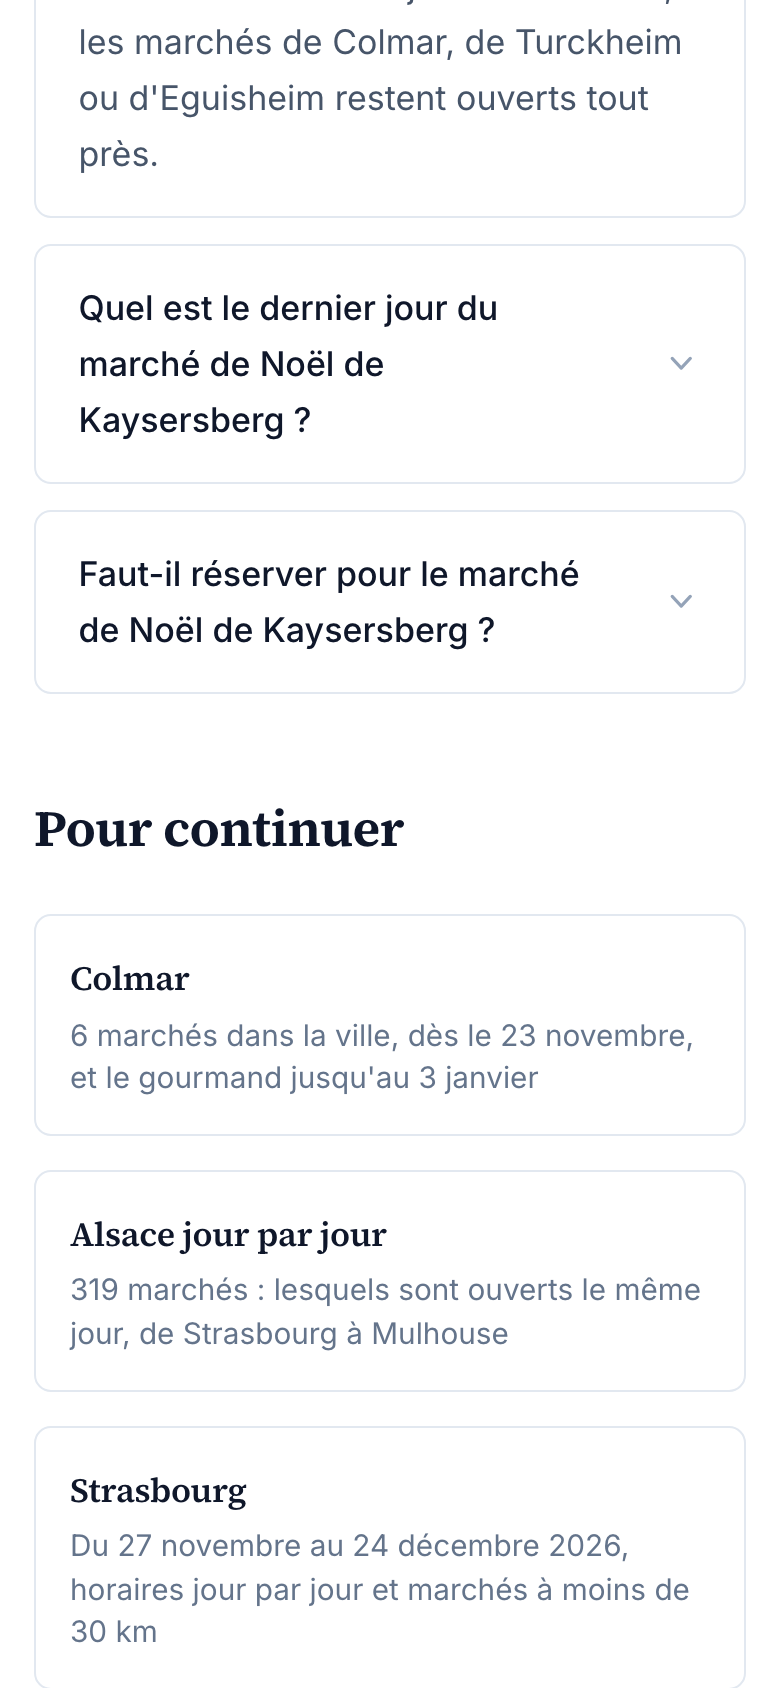 les marchés de Colmar, de Turckheim
ou d'Eguisheim restent ouverts tout
près.
Quel est le dernier jour du
marché de Noël de
Kaysersberg ?
Faut-il réserver pour le marché
de Noël de Kaysersberg ?
Pour continuer
Colmar
6 marchés dans la ville, dès le 23 novembre,
et le gourmand jusqu'au 3 janvier
Alsace jour par jour
319 marchés : lesquels sont ouverts le même
jour, de Strasbourg à Mulhouse
Strasbourg
Du 27 novembre au 24 décembre 2026,
horaires jour par jour et marchés à moins de
30 km